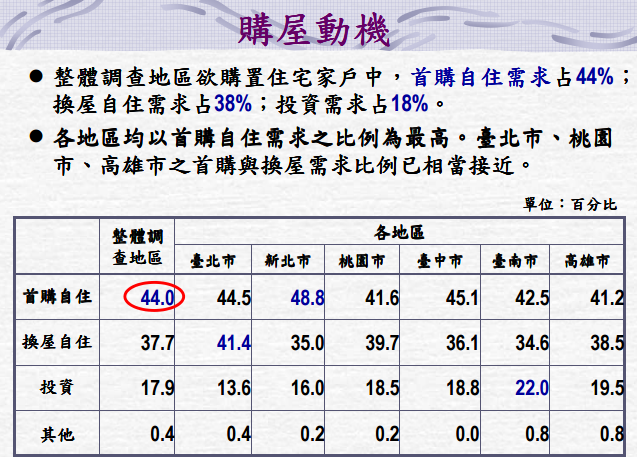 購屋動機
● 整體調查地區欲購置住宅家戶中，首購自住需求占44%；
換屋自住需求占38%；投資需求占18%。
● 各地區均以首購自住需求之比例為最高。臺北市、桃園
市、高雄市之首購與換屋需求比例已相當接近。
單位：百分比
整體調查地區 各地區
臺北市 新北市 桃園市 臺中市 臺南市 高雄市
首購自住 44.0 44.5 48.8 41.6 45.1 42.5 41.2
換屋自住 37.7 41.4 35.0 39.7 36.1 34.6 38.5
投資 17.9 13.6 16.0 18.5 18.8 22.0 19.5
其他 0.4 0.4 0.2 0.2 0.0 0.8 0.8